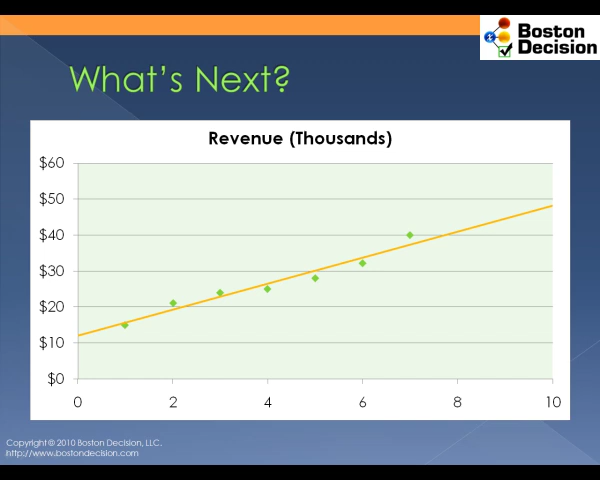 Boston
Decision
What's Next?
Revenue (Thousands)
$60
$50
$40
$30
$20
$10
$0
0 2 4 6 8 10
Copyright © 2010 Boston Decision, LLC.
http://www.bostondecision.com